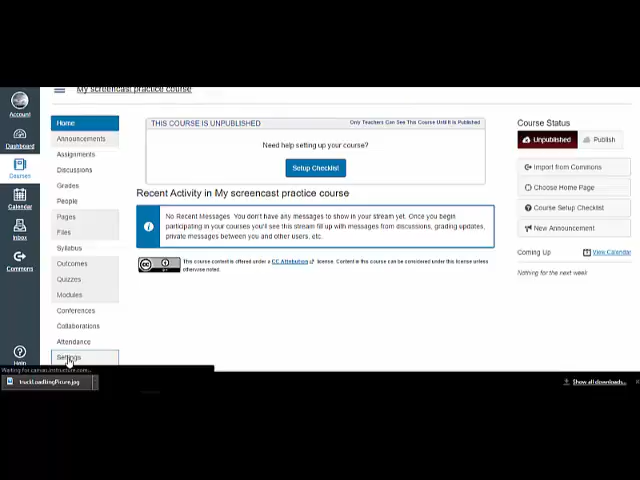 My screencast practice course
Account
Dashboard
Courses
Calendar
Inbox
Commons
Help
Home
Announcements
Assignments
Discussions
Grades
People
Pages
Files
Syllabus
Outcomes
Quizzes
Modules
Conferences
Collaborations
Attendance
Settings
THIS COURSE IS UNPUBLISHED
Only Teachers Can See This Course Until It is Published
Need help setting up your course?
Setup Checklist
Recent Activity in My screencast practice course
No Recent Messages You don't have any messages to show in your stream yet. Once you begin
participating in your courses you'll see this stream fill up with messages from discussions, grading updates,
private messages between you and other users, etc.
This course content is offered under a CC Attribution license. Content in this course can be considered under this license unless
otherwise noted.
Course Status
Unpublished
Publish
Import from Commons
Choose Home Page
Course Setup Checklist
New Announcement
Coming Up
View Calendar
Nothing for the next week
Waiting for canvas.instructure.com...
Show all downloads...